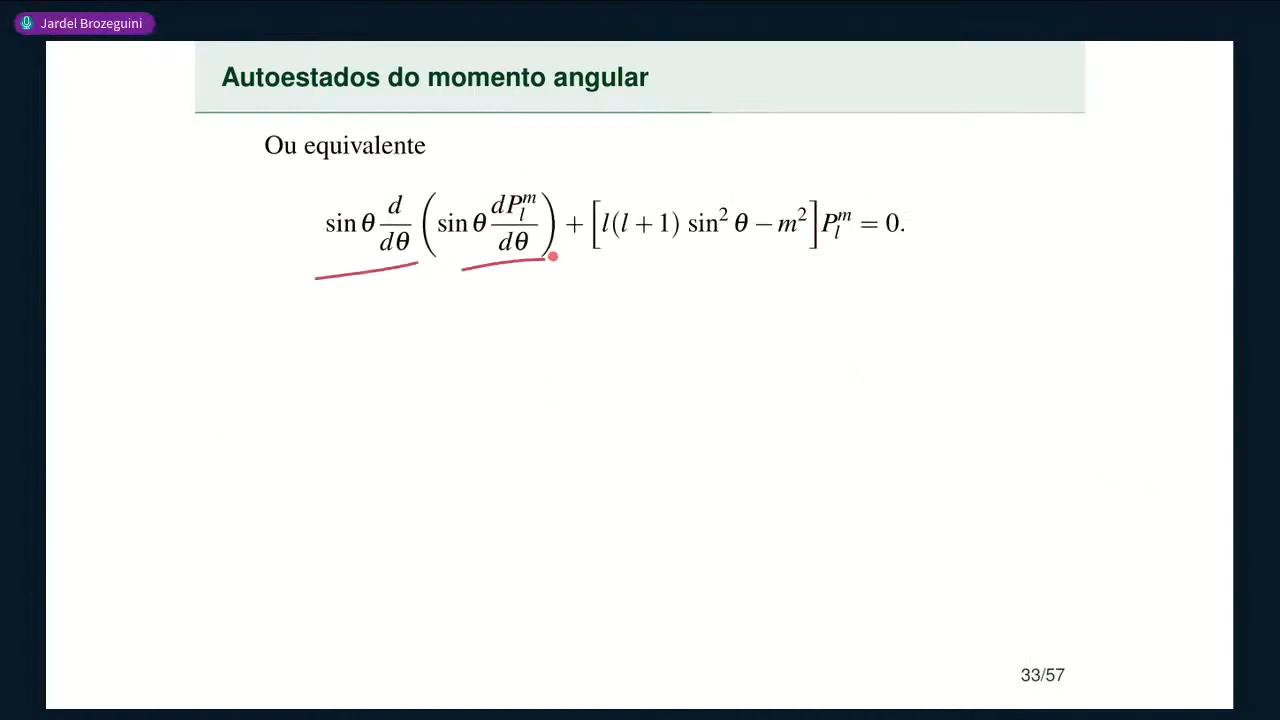 Jardel Brozeguini
Autoestados do momento angular
Ou equivalente
sin θ d/dθ ( sin θ dP_l^m/dθ ) + [ l(l + 1) sin² θ − m² ] P_l^m = 0.
33/57